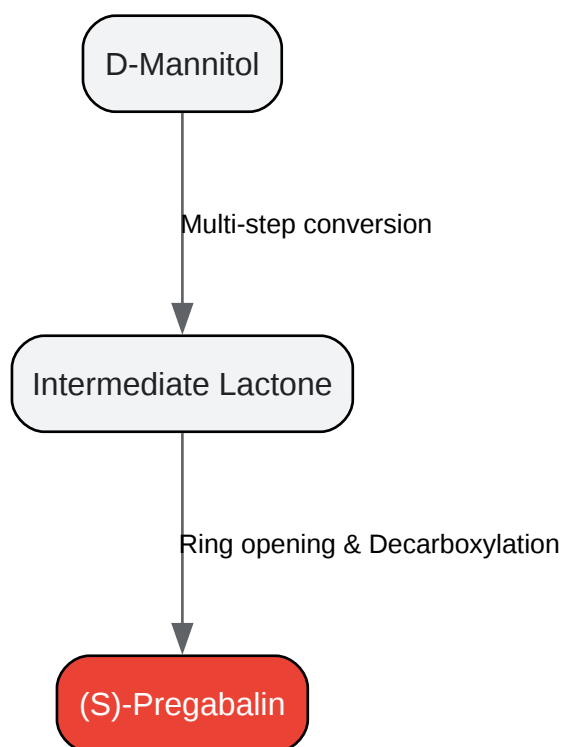 D-Mannitol
Multi-step conversion
Intermediate Lactone
Ring opening & Decarboxylation
(S)-Pregabalin